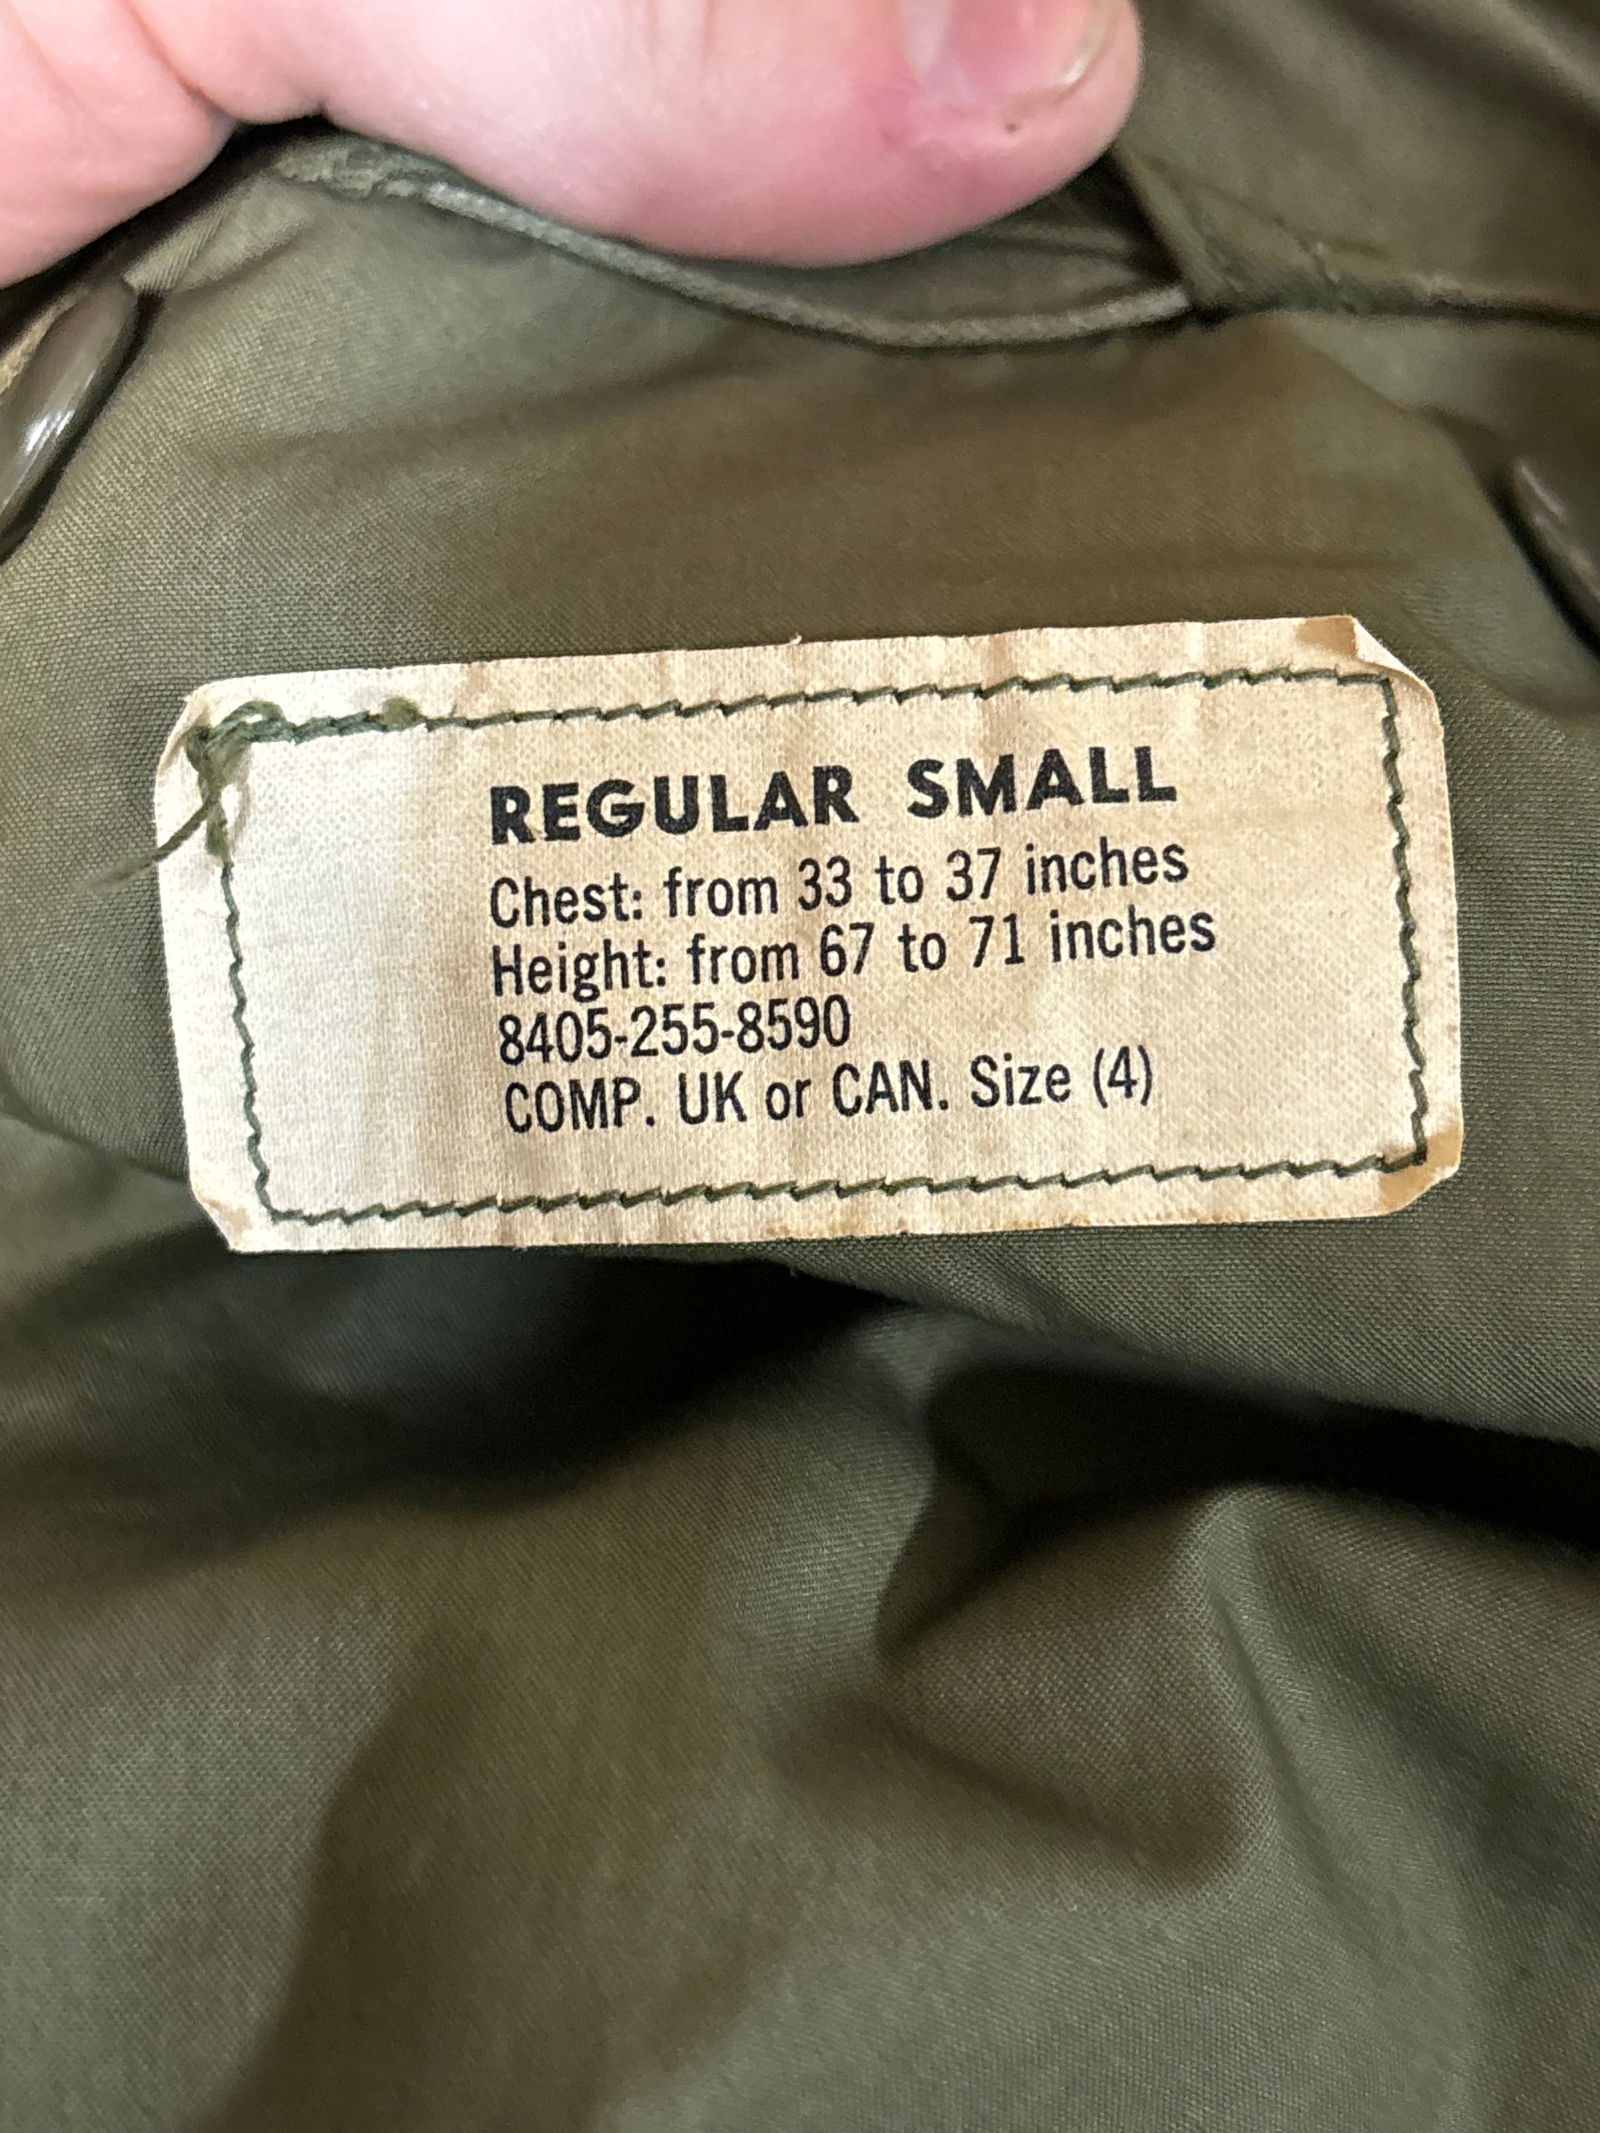 REGULAR SMALL
Chest: from 33 to 37 inches
Height: from 67 to 71 inches
8405-255-8590
COMP. UK or CAN. Size (4)